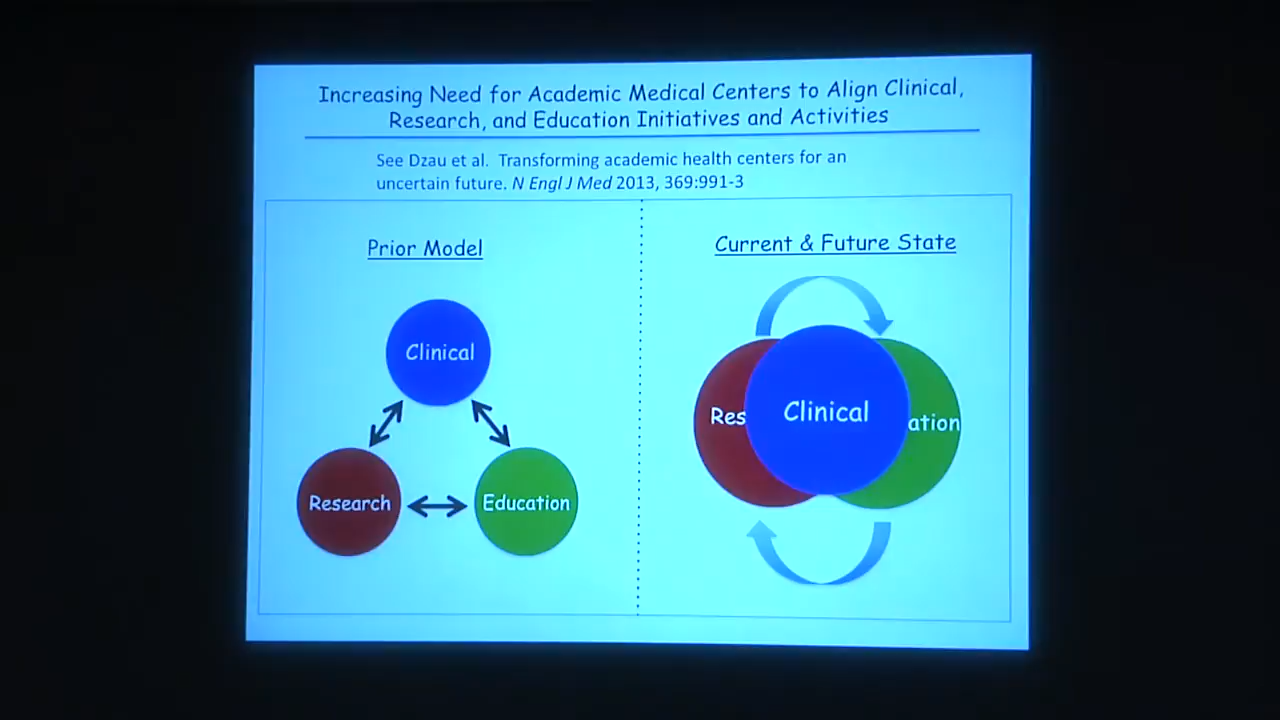 Increasing Need for Academic Medical Centers to Align Clinical,
Research, and Education Initiatives and Activities
See Dzau et al. Transforming academic health centers for an
uncertain future. N Engl J Med 2013, 369:991-3
Prior Model
Clinical
Research
Education
Current & Future State
Res
Clinical
ation